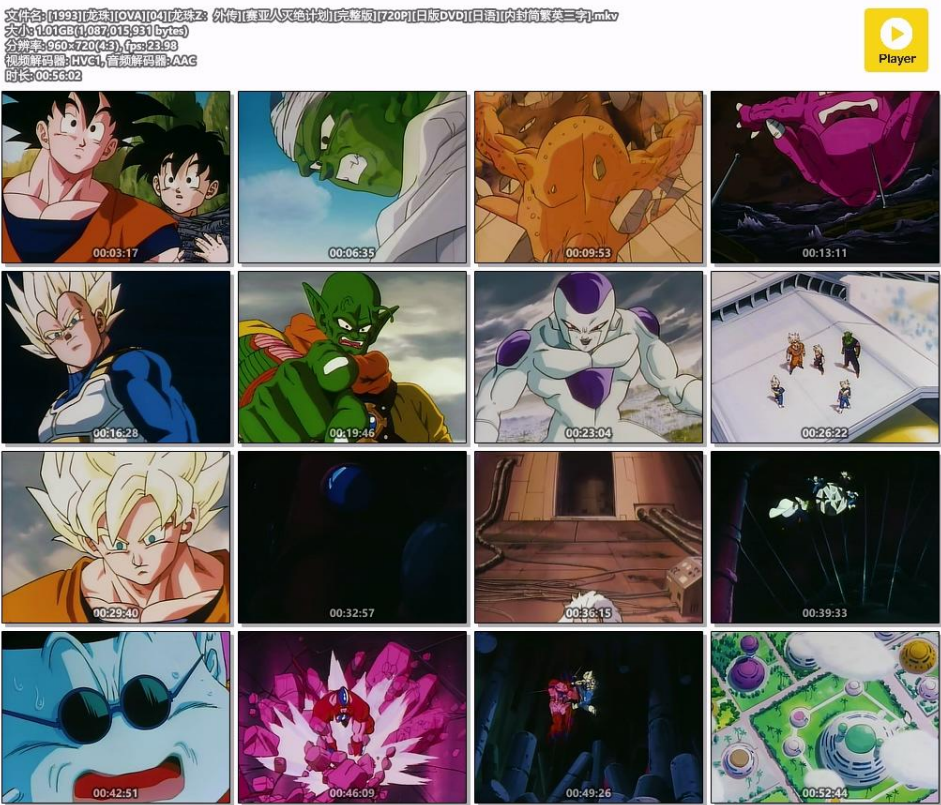 文件名: [1993][龙珠][OVA][04][龙珠Z：外传][赛亚人灭绝计划][完整版][720P][日版DVD][日语][内封简繁英三字].mkv
大小: 1.01GB(1,087,015,931 bytes)
分辨率: 960×720(4:3), fps: 23.98
视频解码器: HVC1, 音频解码器: AAC
时长: 00:56:02
Player
00:03:17
00:06:35
00:09:53
00:13:11
00:16:28
00:19:46
00:23:04
00:26:22
00:29:40
00:32:57
00:36:15
00:39:33
00:42:51
00:46:09
00:49:26
00:52:44